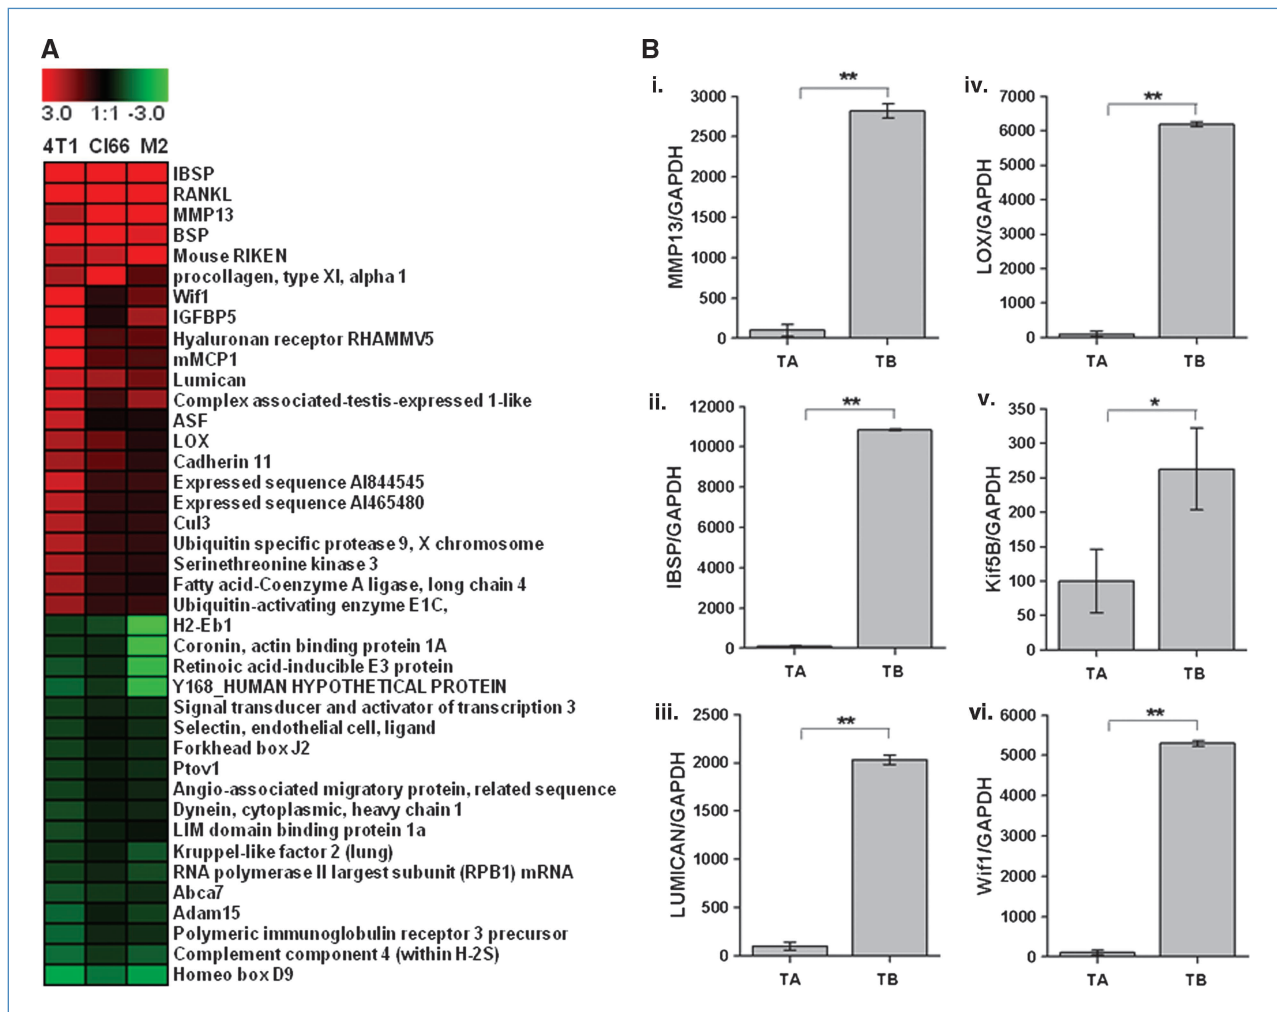 A
3.0 1:1 -3.0
4T1 Cl66 M2
IBSP
RANKL
MMP13
BSP
Mouse RIKEN
procollagen, type XI, alpha 1
Wif1
IGFBP5
Hyaluronan receptor RHAMMV5
mMCP1
Lumican
Complex associated-testis-expressed 1-like
ASF
LOX
Cadherin 11
Expressed sequence AI844545
Expressed sequence AI465480
Cul3
Ubiquitin specific protease 9, X chromosome
Serinethreonine kinase 3
Fatty acid-Coenzyme A ligase, long chain 4
Ubiquitin-activating enzyme E1C,
H2-Eb1
Coronin, actin binding protein 1A
Retinoic acid-inducible E3 protein
Y168_HUMAN HYPOTHETICAL PROTEIN
Signal transducer and activator of transcription 3
Selectin, endothelial cell, ligand
Forkhead box J2
Ptov1
Angio-associated migratory protein, related sequence
Dynein, cytoplasmic, heavy chain 1
LIM domain binding protein 1a
Kruppel-like factor 2 (lung)
RNA polymerase II largest subunit (RPB1) mRNA
Abca7
Adam15
Polymeric immunoglobulin receptor 3 precursor
Complement component 4 (within H-2S)
Homeo box D9
B
i.
**
MMP13/GAPDH
3000
2500
2000
1500
1000
500
0
TA TB
ii.
**
IBSP/GAPDH
12000
10000
8000
6000
4000
2000
0
TA TB
iii.
**
LUMICAN/GAPDH
2500
2000
1500
1000
500
0
TA TB
iv.
**
LOX/GAPDH
7000
6000
5000
4000
3000
2000
1000
0
TA TB
v.
*
Kif5B/GAPDH
350
300
250
200
150
100
50
0
TA TB
vi.
**
Wif1/GAPDH
6000
5000
4000
3000
2000
1000
0
TA TB